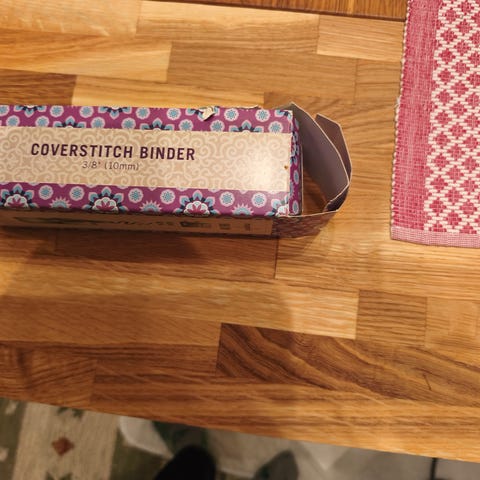 COVERSTITCH BINDER
3/8" (10mm)